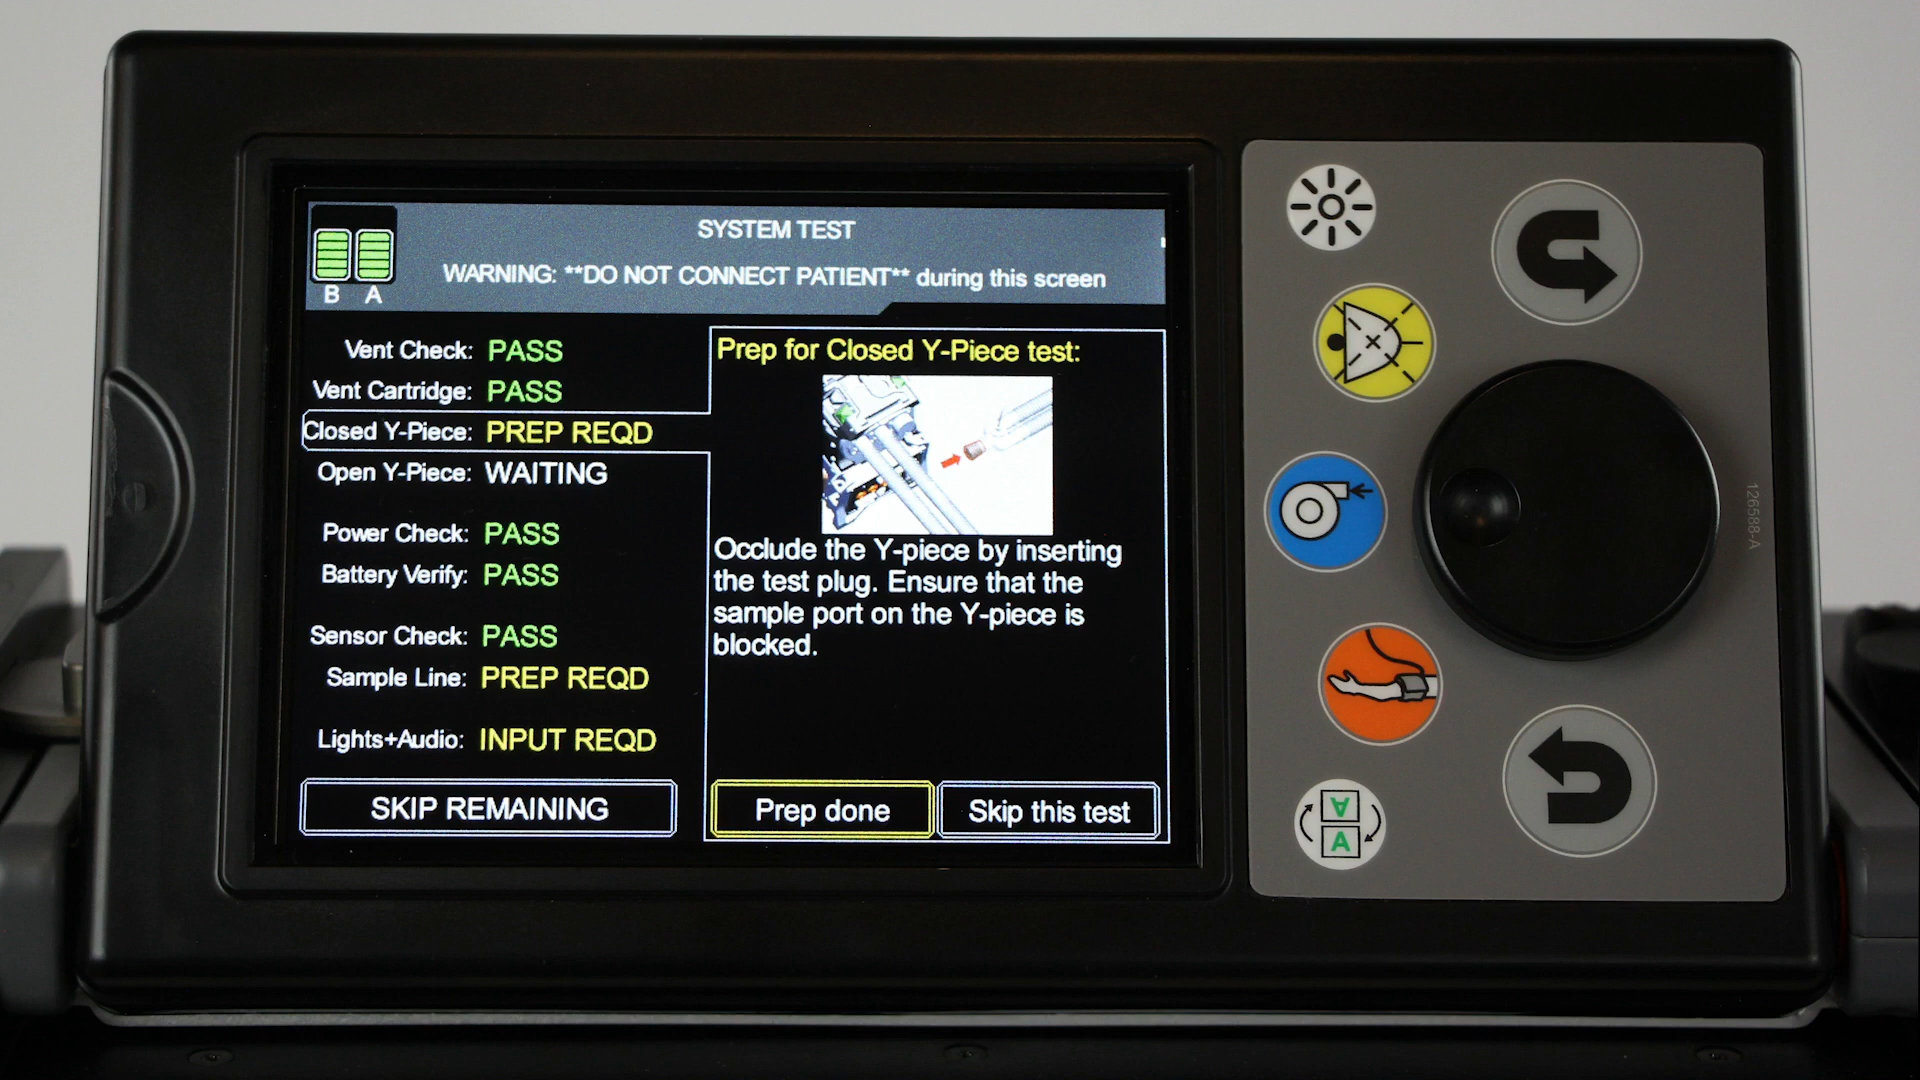 SYSTEM TEST
WARNING: **DO NOT CONNECT PATIENT** during this screen
B A
Vent Check: PASS
Vent Cartridge: PASS
Closed Y-Piece: PREP REQD
Open Y-Piece: WAITING
Power Check: PASS
Battery Verify: PASS
Sensor Check: PASS
Sample Line: PREP REQD
Lights+Audio: INPUT REQD
SKIP REMAINING
Prep for Closed Y-Piece test:
Occlude the Y-piece by inserting
the test plug. Ensure that the
sample port on the Y-piece is
blocked.
Prep done
Skip this test
A
A
126588-A